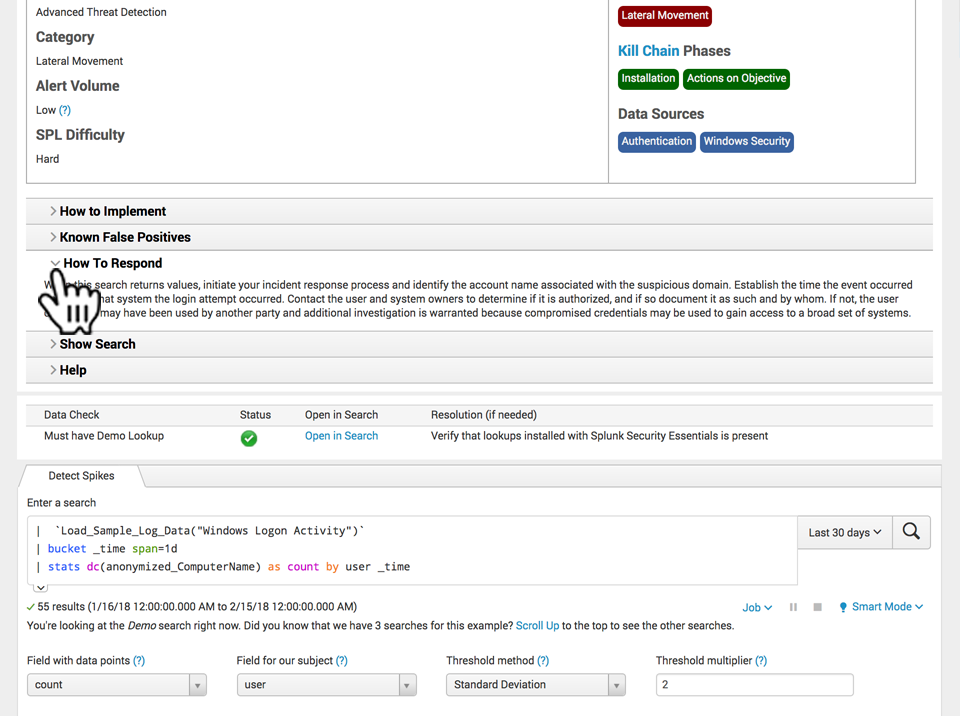 Advanced Threat Detection
Category
Lateral Movement
Alert Volume
Low (?)
SPL Difficulty
Hard
Lateral Movement
Kill Chain Phases
Installation Actions on Objective
Data Sources
Authentication Windows Security
How to Implement
Known False Positives
How To Respond
this search returns values, initiate your incident response process and identify the account name associated with the suspicious domain. Establish the time the event occurred
that system the login attempt occurred. Contact the user and system owners to determine if it is authorized, and if so document it as such and by whom. If not, the user
may have been used by another party and additional investigation is warranted because compromised credentials may be used to gain access to a broad set of systems.
Show Search
Help
Data Check Status Open in Search Resolution (if needed)
Must have Demo Lookup Open in Search Verify that lookups installed with Splunk Security Essentials is present
Detect Spikes
Enter a search
| `Load_Sample_Log_Data("Windows Logon Activity")`
| bucket _time span=1d
| stats dc(anonymized_ComputerName) as count by user _time
Last 30 days
55 results (1/16/18 12:00:00.000 AM to 2/15/18 12:00:00.000 AM)
Job Smart Mode
You're looking at the Demo search right now. Did you know that we have 3 searches for this example? Scroll Up to the top to see the other searches.
Field with data points (?) Field for our subject (?) Threshold method (?) Threshold multiplier (?)
count user Standard Deviation 2